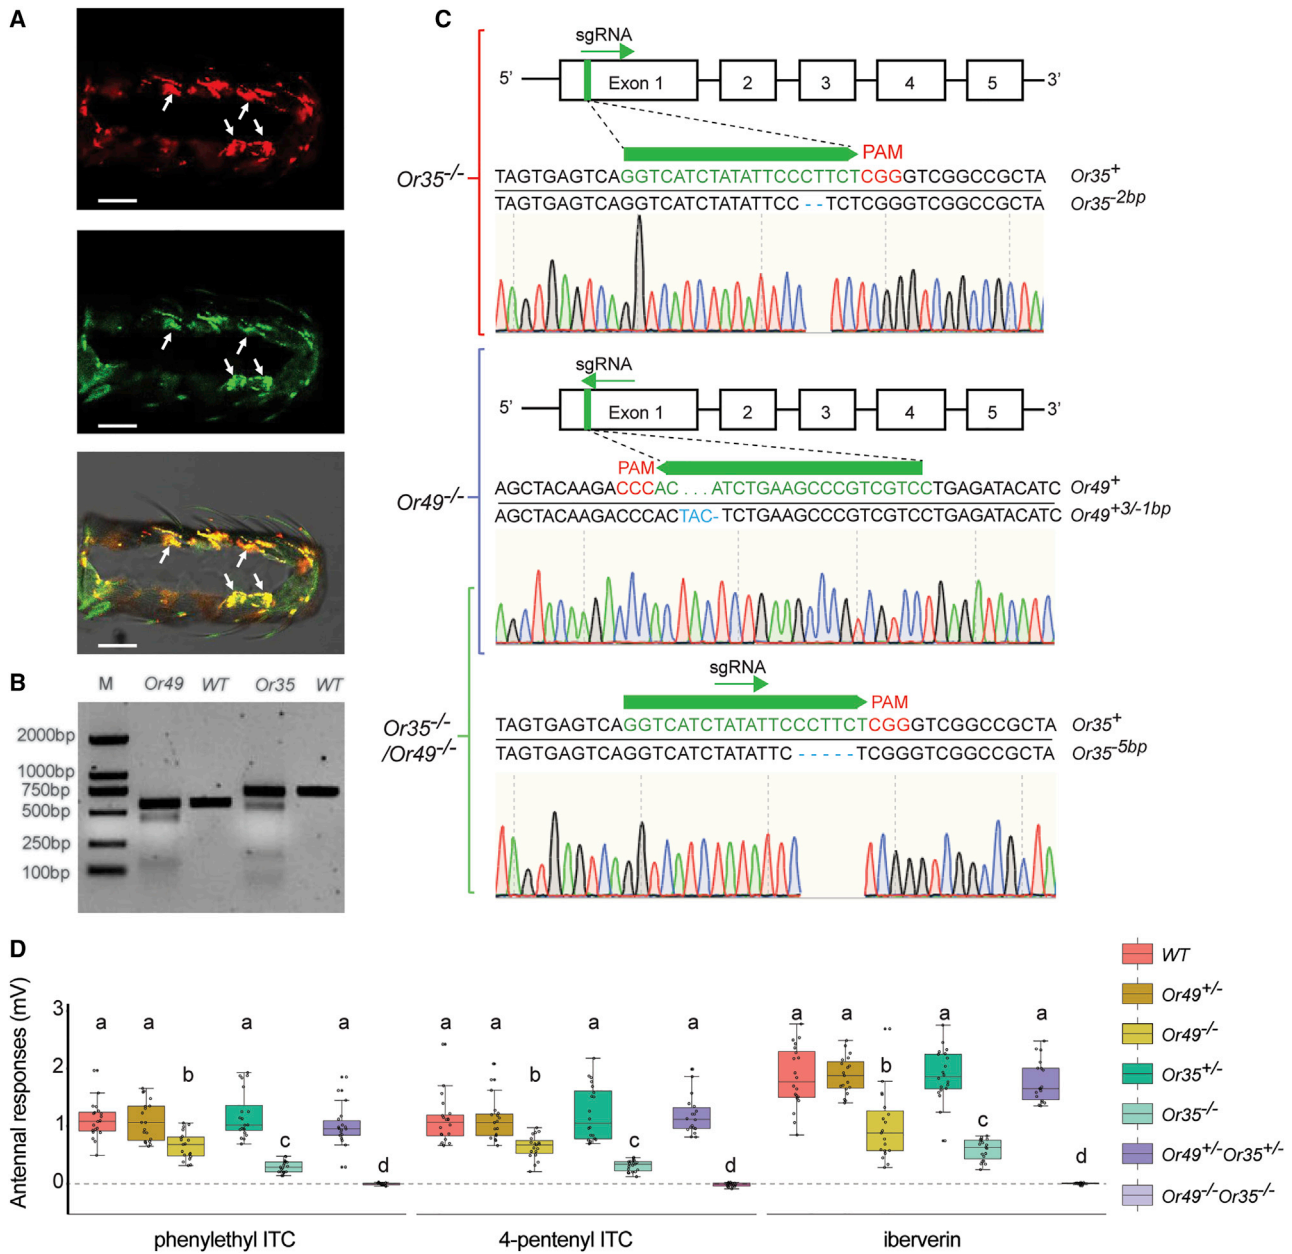 A
B
M Or49 WT Or35 WT
2000bp
1000bp
750bp
500bp
250bp
100bp
C
sgRNA
5' Exon 1 2 3 4 5 3'
PAM
Or35-/-
TAGTGAGTCAGGTCATCTATATTCCCTTCTCGGGTCGGCCGCTA Or35+
TAGTGAGTCAGGTCATCTATATTCC - - TCTCGGGTCGGCCGCTA Or35-2bp
sgRNA
5' Exon 1 2 3 4 5 3'
PAM
Or49-/-
AGCTACAAGACCCAC ... ATCTGAAGCCCGTCGTCCTGAGATACATC Or49+
AGCTACAAGACCCACTAC- TCTGAAGCCCGTCGTCCTGAGATACATC Or49+3/-1bp
sgRNA
PAM
Or35-/-
/Or49-/-
TAGTGAGTCAGGTCATCTATATTCCCTTCTCGGGTCGGCCGCTA Or35+
TAGTGAGTCAGGTCATCTATATTC - - - - - TCGGGTCGGCCGCTA Or35-5bp
D
Antennal responses (mV)
3
2
1
0
a a b a c a d
a a b a c a d
a a b a c a d
phenylethyl ITC
4-pentenyl ITC
iberverin
WT
Or49+/-
Or49-/-
Or35+/-
Or35-/-
Or49+/-Or35+/-
Or49-/-Or35-/-